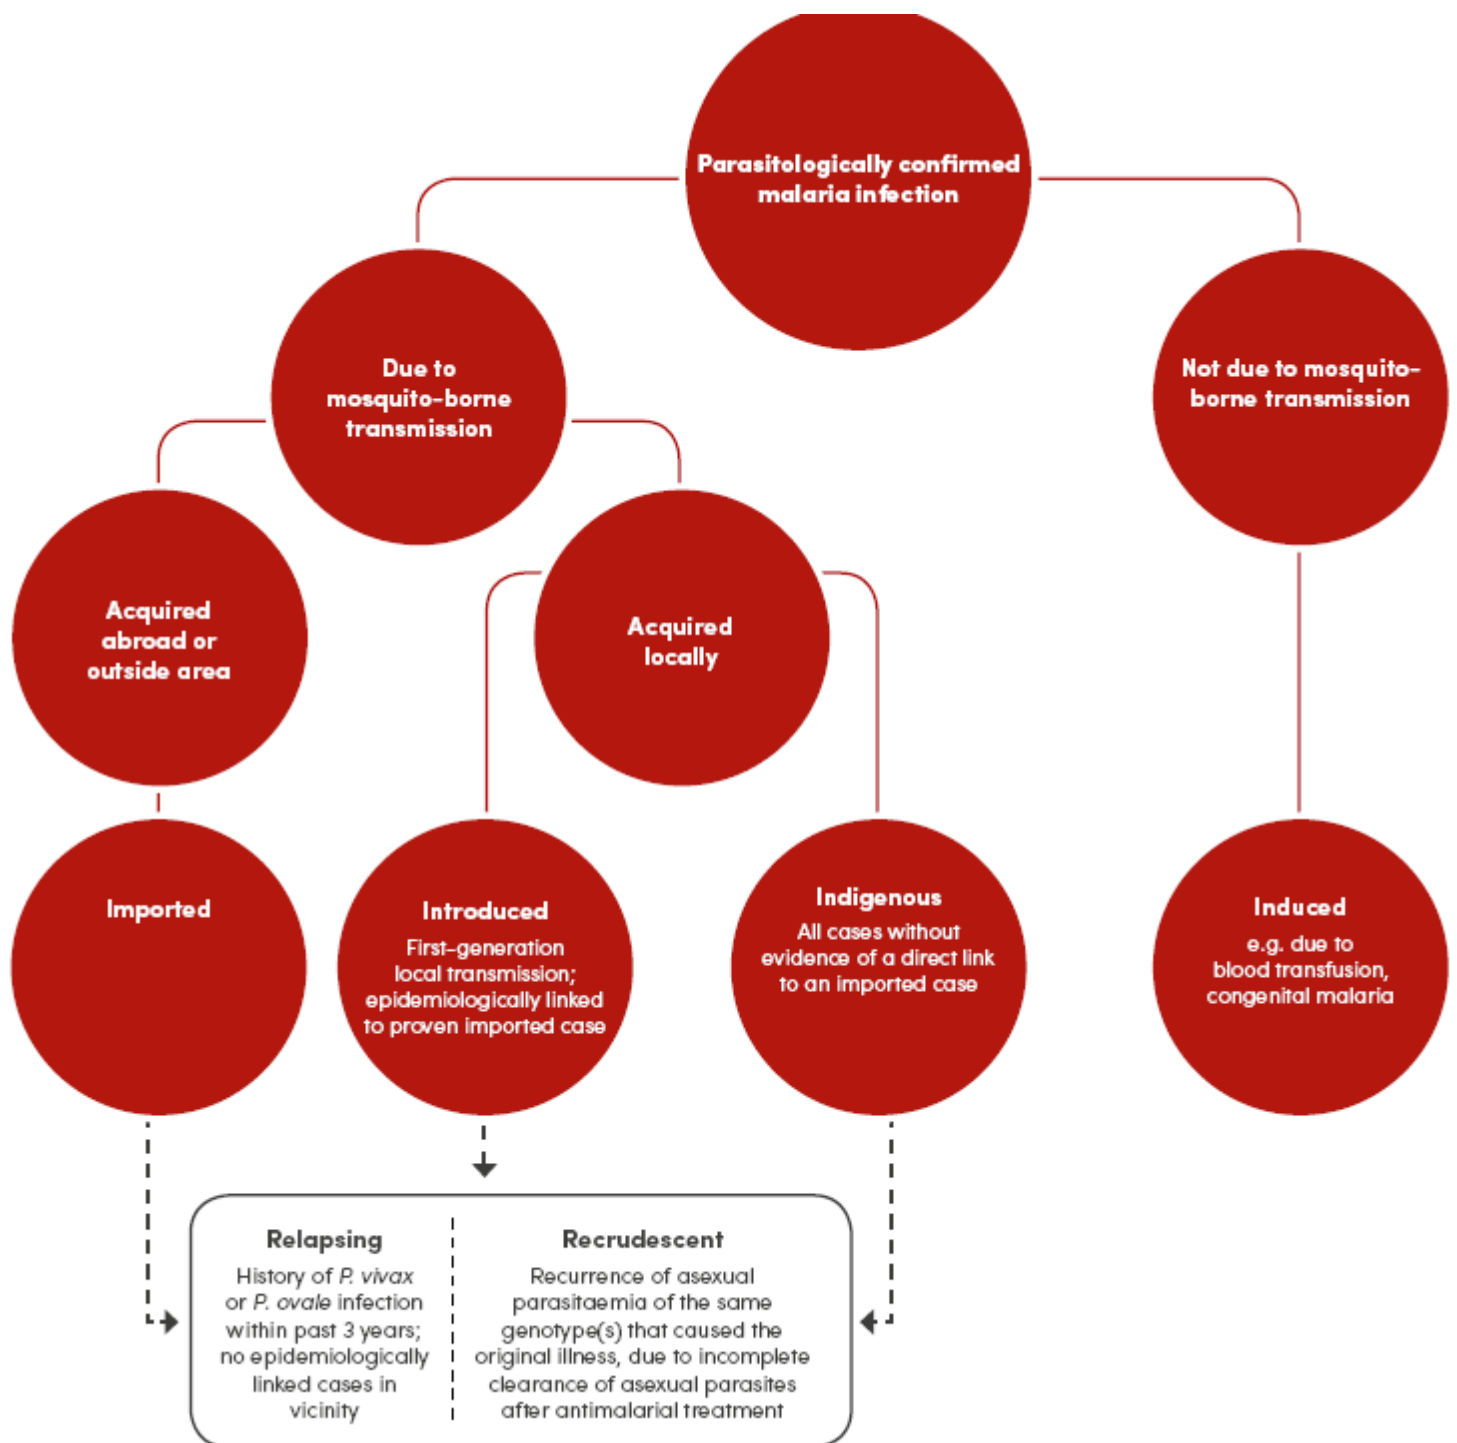 Parasitologically confirmed
malaria infection
Due to
mosquito-borne
transmission
Not due to mosquito-
borne transmission
Acquired
abroad or
outside area
Acquired
locally
Imported
Introduced
First-generation
local transmission;
epidemiologically linked
to proven imported case
Indigenous
All cases without
evidence of a direct link
to an imported case
Induced
e.g. due to
blood transfusion,
congenital malaria
Relapsing
History of P. vivax
or P. ovale infection
within past 3 years;
no epidemiologically
linked cases in
vicinity
Recrudescent
Recurrence of asexual
parasitaemia of the same
genotype(s) that caused the
original illness, due to incomplete
clearance of asexual parasites
after antimalarial treatment